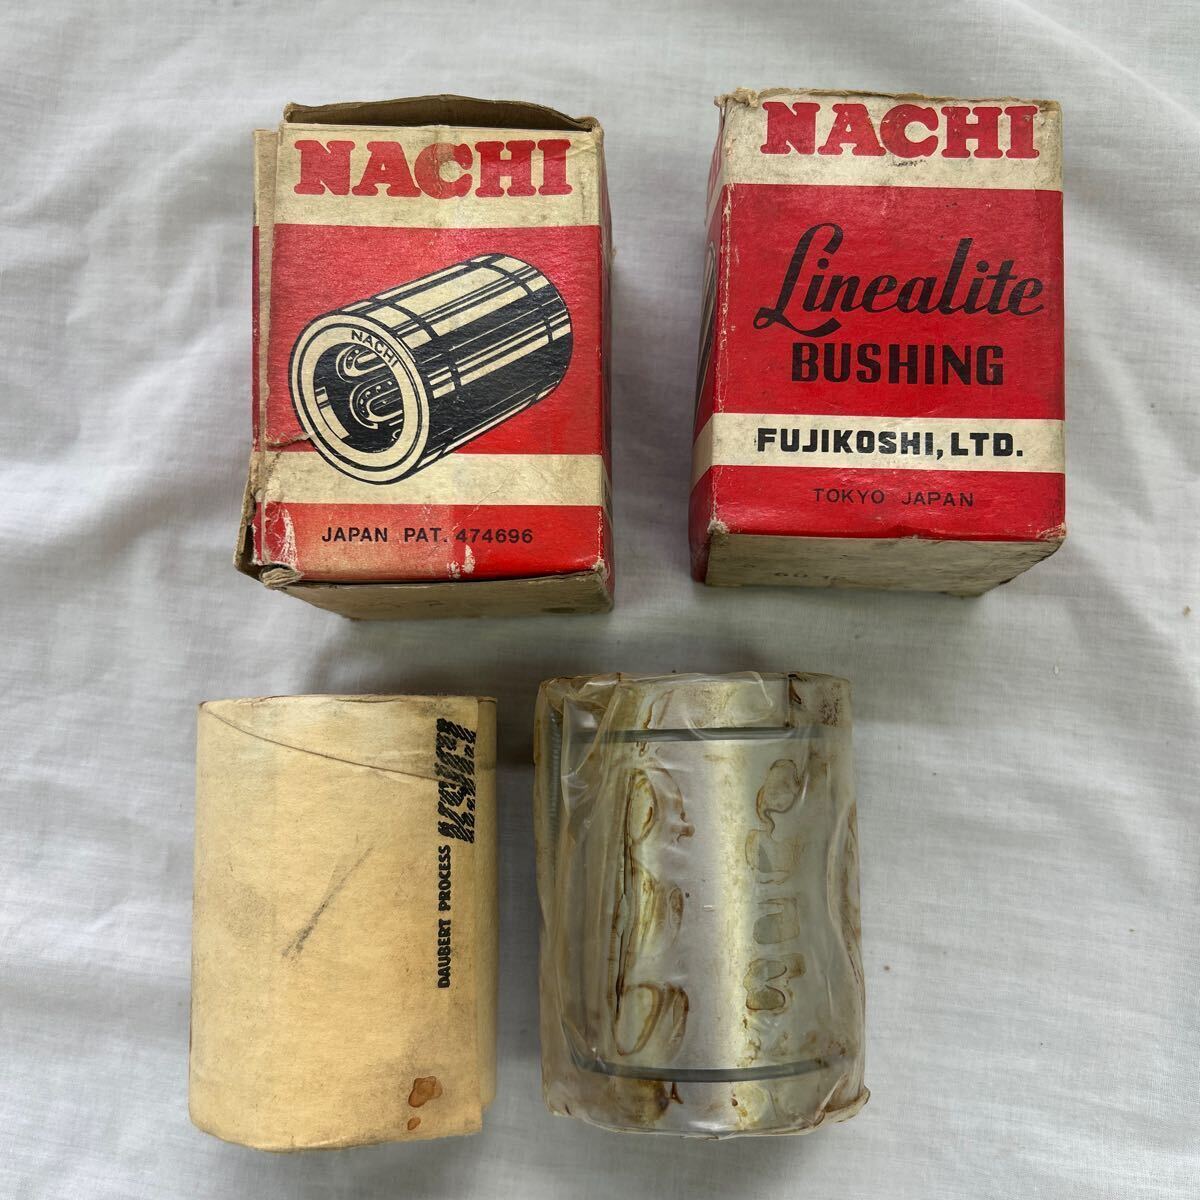 NACHI
NACHI
JAPAN PAT. 474696
NACHI
Linealite
BUSHING
FUJIKOSHI, LTD.
TOKYO JAPAN
DAUBERT PROCESS